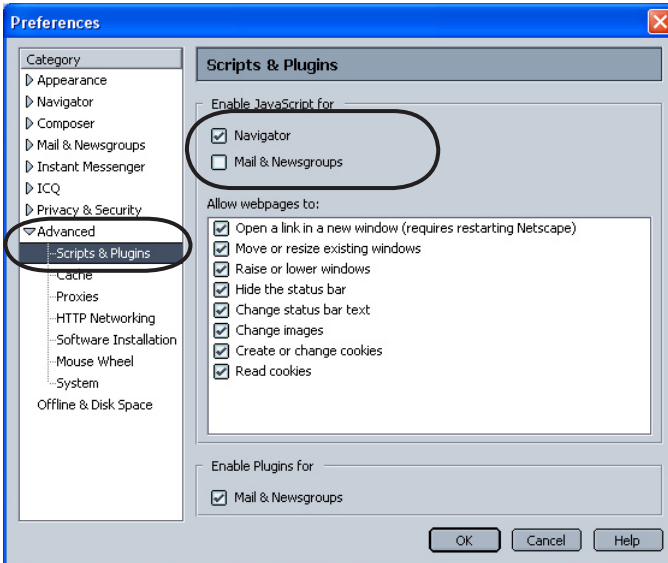 Preferences
Category
Appearance
Navigator
Composer
Mail & Newsgroups
Instant Messenger
ICQ
Privacy & Security
Advanced
Scripts & Plugins
Cache
Proxies
HTTP Networking
Software Installation
Mouse Wheel
System
Offline & Disk Space
Scripts & Plugins
Enable JavaScript for
Navigator
Mail & Newsgroups
Allow webpages to:
Open a link in a new window (requires restarting Netscape)
Move or resize existing windows
Raise or lower windows
Hide the status bar
Change status bar text
Change images
Create or change cookies
Read cookies
Enable Plugins for
Mail & Newsgroups
OK
Cancel
Help